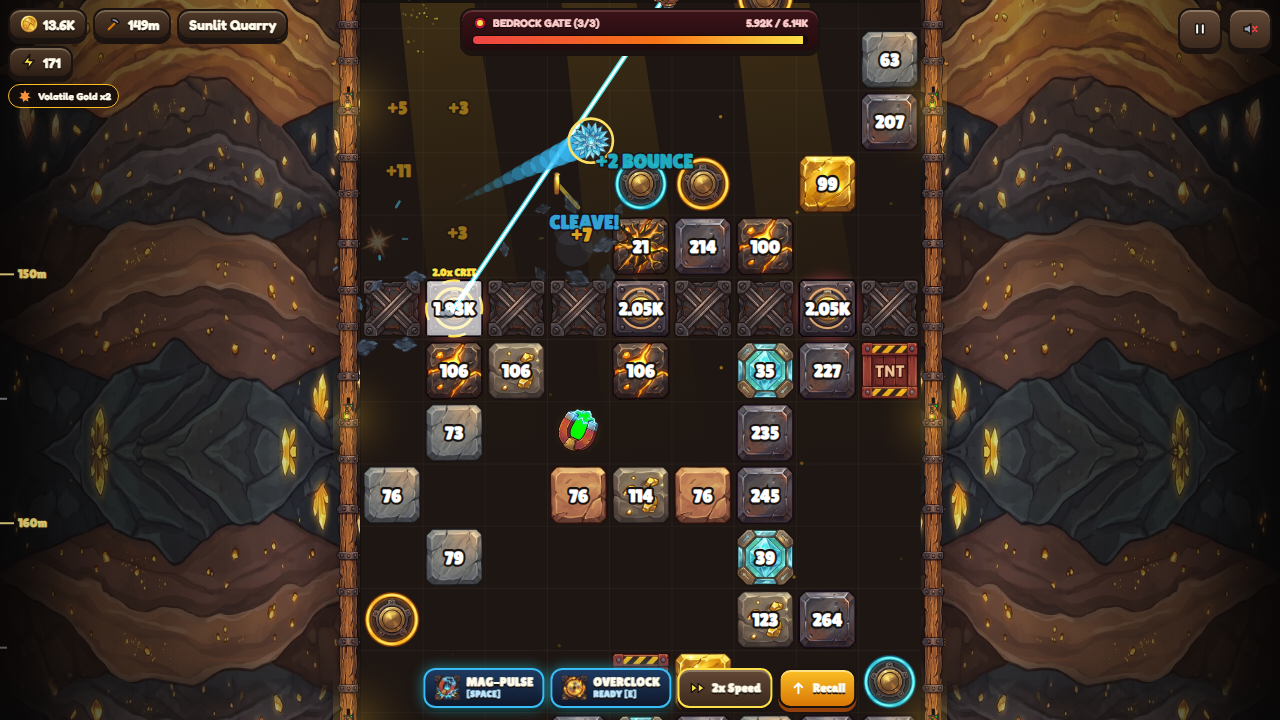 13.6K
149m
Sunlit Quarry
171
Volatile Gold x2
BEDROCK GATE (3/3)
5.92K / 6.14K
63
207
+5
+3
+11
+2 BOUNCE
99
CLEAVE!
+7
+3
21
214
100
150m
2.0x CRIT
2.05K
2.05K
106
106
106
35
227
TNT
73
235
76
76
114
76
245
160m
79
39
123
264
MAG-PULSE
[SPACE]
OVERCLOCK
READY [E]
2x Speed
Recall